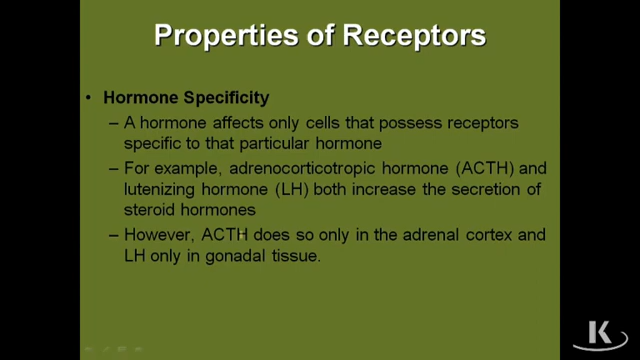 Properties of Receptors
• Hormone Specificity
– A hormone affects only cells that possess receptors
specific to that particular hormone
– For example, adrenocorticotropic hormone (ACTH) and
lutenizing hormone (LH) both increase the secretion of
steroid hormones
– However, ACTH does so only in the adrenal cortex and
LH only in gonadal tissue.
K